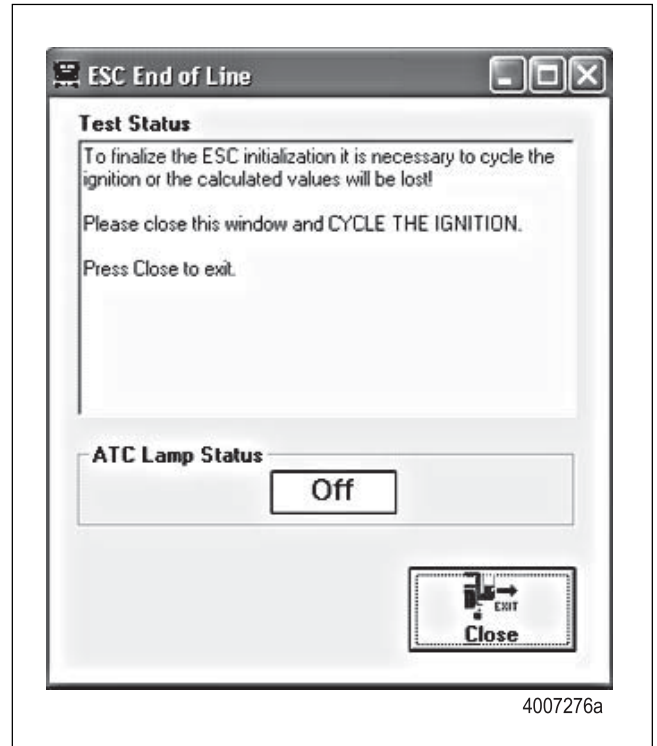 ESC End of Line
Test Status
To finalize the ESC initialization it is necessary to cycle the
ignition or the calculated values will be lost!
Please close this window and CYCLE THE IGNITION.
Press Close to exit.
ATC Lamp Status
Off
EXIT
Close
4007276a